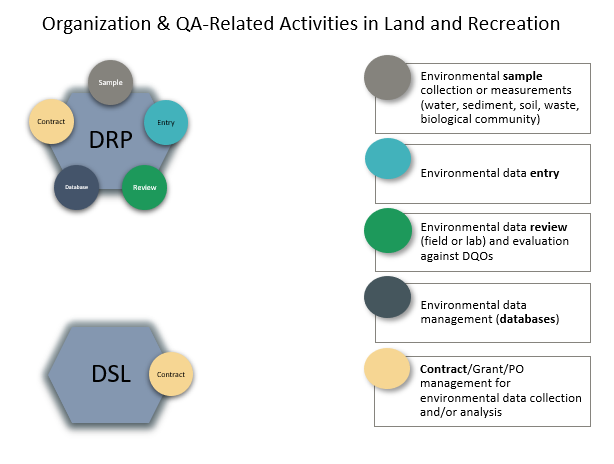 Organization & QA-Related Activities in Land and Recreation
Sample
Contract
Entry
DRP
Database
Review
DSL
Contract
Environmental sample
collection or measurements
(water, sediment, soil, waste,
biological community)
Environmental data entry
Environmental data review
(field or lab) and evaluation
against DQOs
Environmental data
management (databases)
Contract/Grant/PO
management for
environmental data collection
and/or analysis